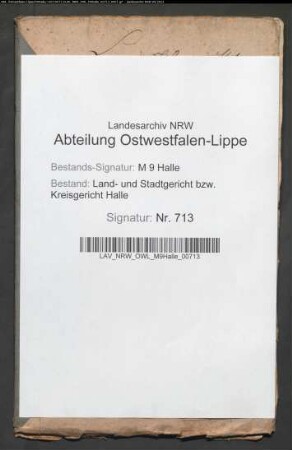 Landesarchiv NRW
Abteilung Ostwestfalen-Lippe
Bestands-Signatur: M 9 Halle
Bestand: Land- und Stadtgericht bzw.
Kreisgericht Halle
Signatur: Nr. 713
LAV_NRW_OWL_M9Halle_00713